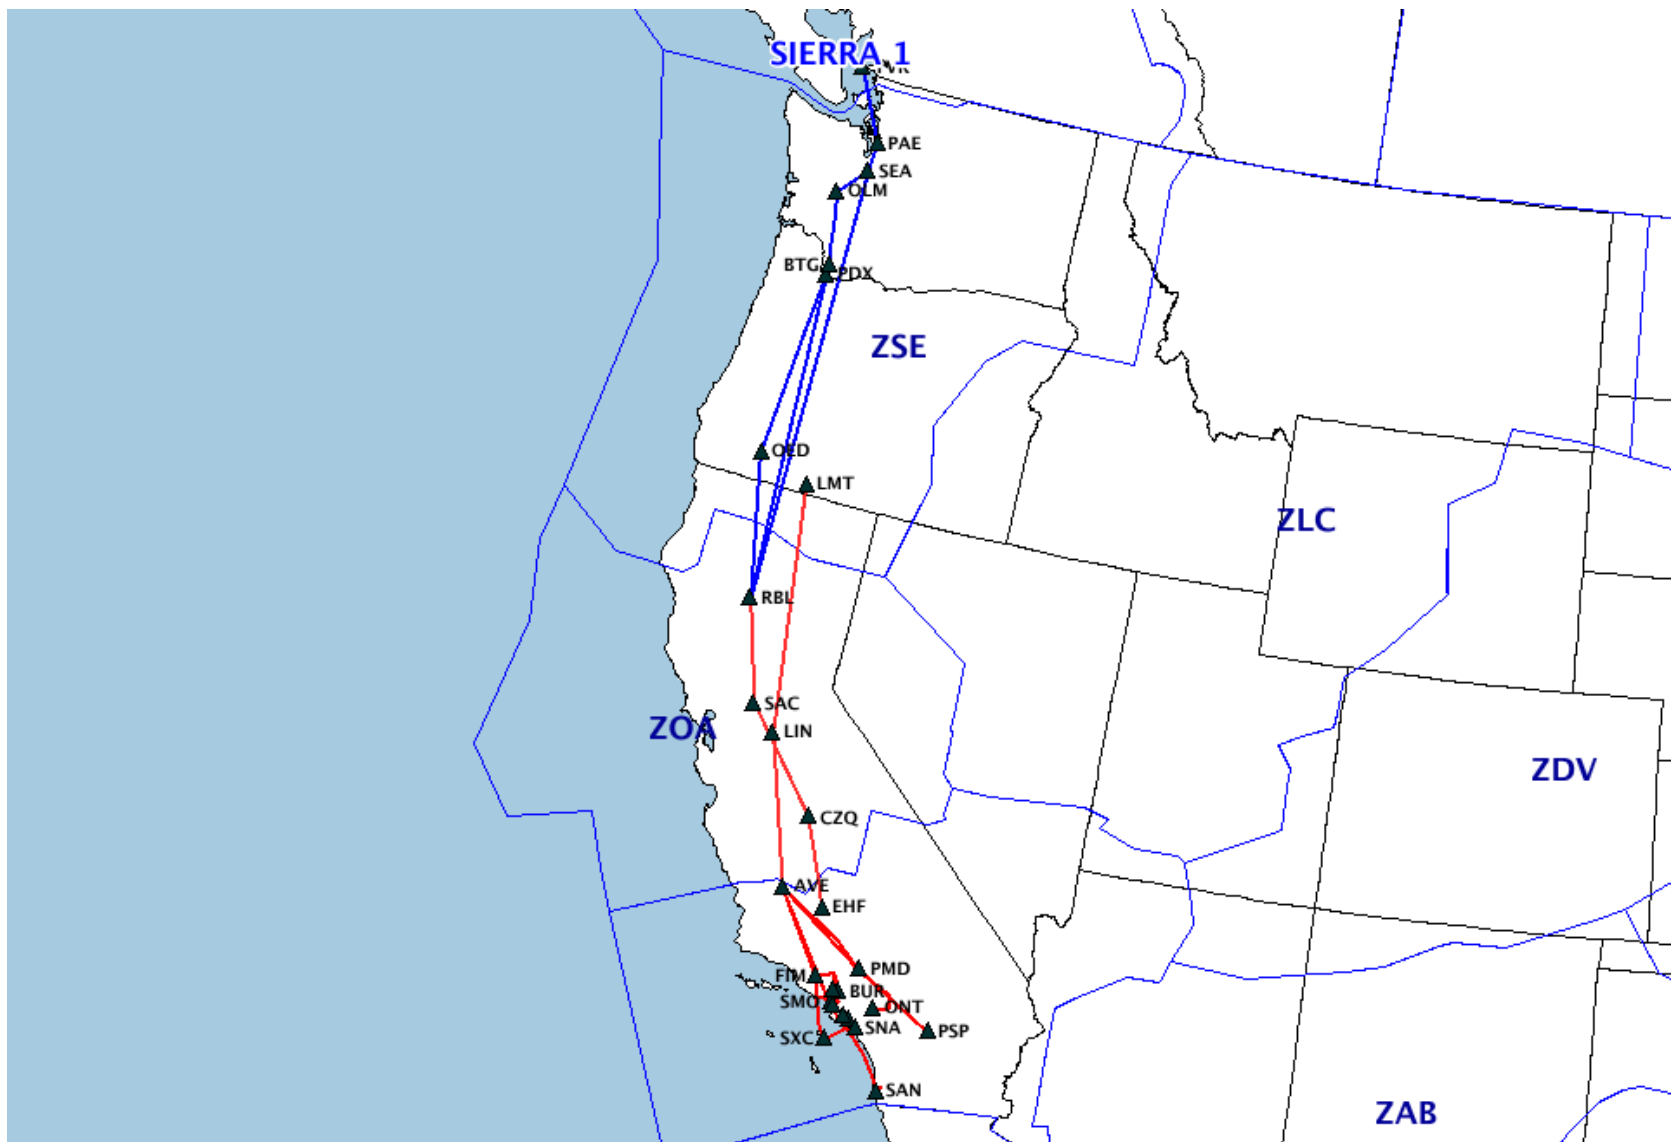 SIERRA 1
YVR
PAE
SEA
OLM
BTG
PDX
ZSE
OED
LMT
ZLC
RBL
SAC
ZOA
LIN
ZDV
CZQ
AVE
EHF
PMD
FIM
BUR
SMO
ONT
SNA
PSP
SXC
SAN
ZAB